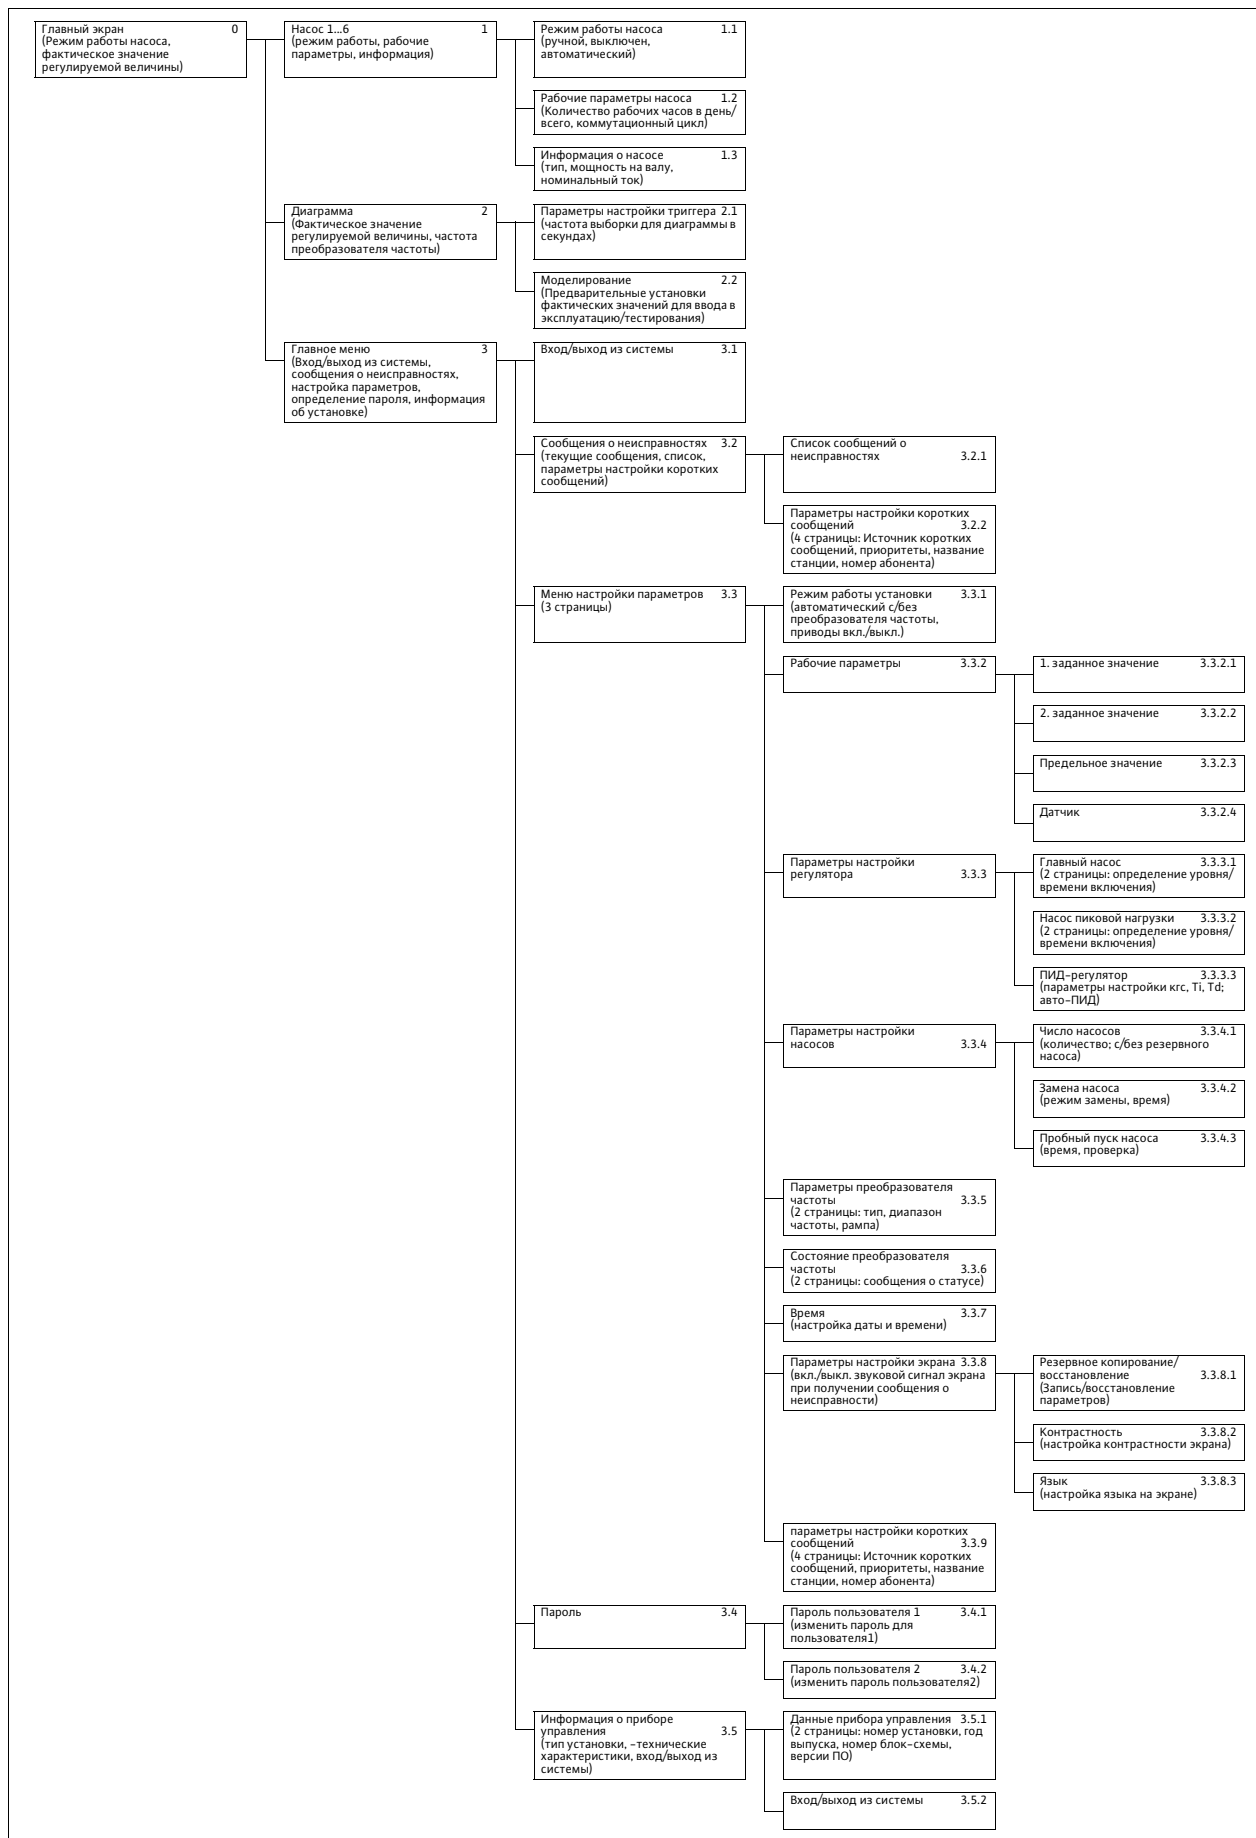 Главный экран 0
(Режим работы насоса,
фактическое значение
регулируемой величины)
Насос 1...6 1
(режим работы, рабочие
параметры, информация)
Режим работы насоса 1.1
(ручной, выключен,
автоматический)
Рабочие параметры насоса 1.2
(Количество рабочих часов в день/
всего, коммутационный цикл)
Информация о насосе 1.3
(тип, мощность на валу,
номинальный ток)
Диаграмма 2
(Фактическое значение
регулируемой величины, частота
преобразователя частоты)
Параметры настройки триггера 2.1
(частота выборки для диаграммы в
секундах)
Моделирование 2.2
(Предварительные установки
фактических значений для ввода в
эксплуатацию/тестирования)
Главное меню 3
(Вход/выход из системы,
сообщения о неисправностях,
настройка параметров,
определение пароля, информация
об установке)
Вход/выход из системы 3.1
Сообщения о неисправностях 3.2
(текущие сообщения, список,
параметры настройки коротких
сообщений)
Список сообщений о
неисправностях 3.2.1
Параметры настройки коротких
сообщений 3.2.2
(4 страницы: Источник коротких
сообщений, приоритеты, название
станции, номер абонента)
Меню настройки параметров 3.3
(3 страницы)
Режим работы установки 3.3.1
(автоматический с/без
преобразователя частоты,
приводы вкл./выкл.)
Рабочие параметры 3.3.2
1. заданное значение 3.3.2.1
2. заданное значение 3.3.2.2
Предельное значение 3.3.2.3
Датчик 3.3.2.4
Параметры настройки
регулятора 3.3.3
Главный насос 3.3.3.1
(2 страницы: определение уровня/
времени включения)
Насос пиковой нагрузки 3.3.3.2
(2 страницы: определение уровня/
времени включения)
ПИД-регулятор 3.3.3.3
(параметры настройки кгс, Ti, Td;
авто-ПИД)
Параметры настройки
насосов 3.3.4
Число насосов 3.3.4.1
(количество; с/без резервного
насоса)
Замена насоса 3.3.4.2
(режим замены, время)
Пробный пуск насоса 3.3.4.3
(время, проверка)
Параметры преобразователя
частоты 3.3.5
(2 страницы: тип, диапазон
частоты, рампа)
Состояние преобразователя
частоты 3.3.6
(2 страницы: сообщения о статусе)
Время 3.3.7
(настройка даты и времени)
Параметры настройки экрана 3.3.8
(вкл./выкл. звуковой сигнал экрана
при получении сообщения о
неисправности)
Резервное копирование/
восстановление 3.3.8.1
(Запись/восстановление
параметров)
Контрастность 3.3.8.2
(настройка контрастности экрана)
Язык 3.3.8.3
(настройка языка на экране)
параметры настройки коротких
сообщений 3.3.9
(4 страницы: Источник коротких
сообщений, приоритеты, название
станции, номер абонента)
Пароль 3.4
Пароль пользователя 1 3.4.1
(изменить пароль для
пользователя1)
Пароль пользователя 2 3.4.2
(изменить пароль пользователя2)
Информация о приборе
управления 3.5
(тип установки, -технические
характеристики, вход/выход из
системы)
Данные прибора управления 3.5.1
(2 страницы: номер установки, год
выпуска, номер блок-схемы,
версии ПО)
Вход/выход из системы 3.5.2